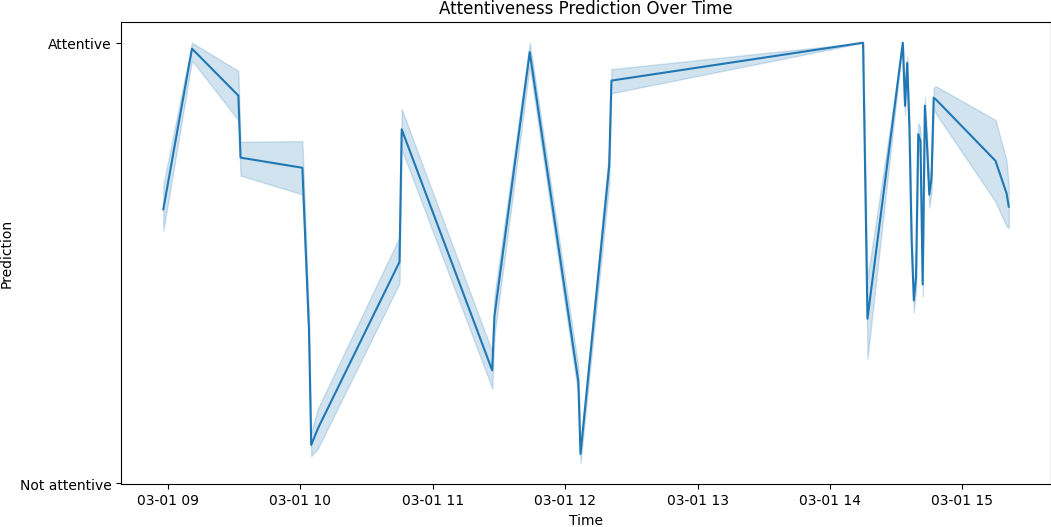 Attentiveness Prediction Over Time
Attentive
Prediction
Not attentive
03-01 09
03-01 10
03-01 11
03-01 12
03-01 13
03-01 14
03-01 15
Time